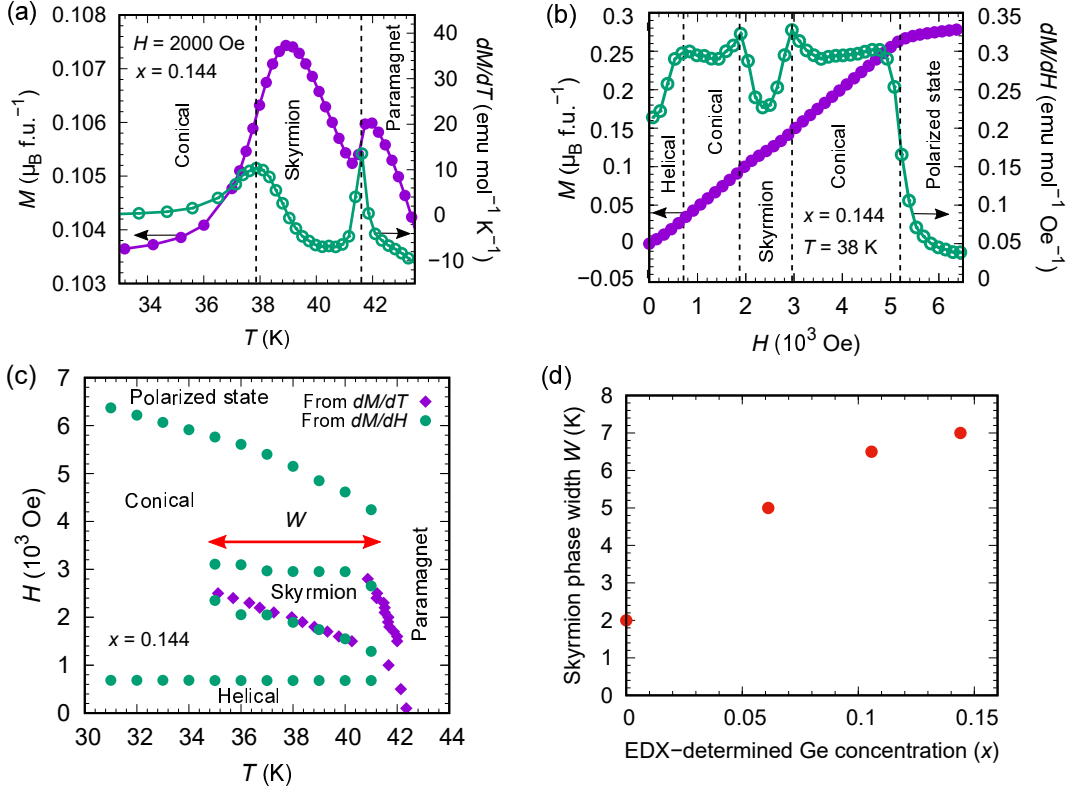 (a)
H = 2000 Oe
x = 0.144
Conical
Skyrmion
Paramagnet
M (μB f.u.−1)
0.108
0.107
0.106
0.105
0.104
0.103
dM/dT (emu mol−1 K−1)
40
30
20
10
0
−10
34 36 38 40 42
T (K)
(b)
M (μB f.u.−1)
0.3
0.25
0.2
0.15
0.1
0.05
0
−0.05
Helical
Conical
Skyrmion
Conical
Polarized state
x = 0.144
T = 38 K
dM/dH (emu mol−1 Oe−1)
0.35
0.3
0.25
0.2
0.15
0.1
0.05
0
0 1 2 3 4 5 6
H (10³ Oe)
(c)
H (10³ Oe)
7
6
5
4
3
2
1
0
Polarized state
From dM/dT
From dM/dH
Conical
W
Skyrmion
Paramagnet
x = 0.144
Helical
30 32 34 36 38 40 42 44
T (K)
(d)
Skyrmion phase width W (K)
8
7
6
5
4
3
2
1
0
0 0.05 0.1 0.15
EDX−determined Ge concentration (x)